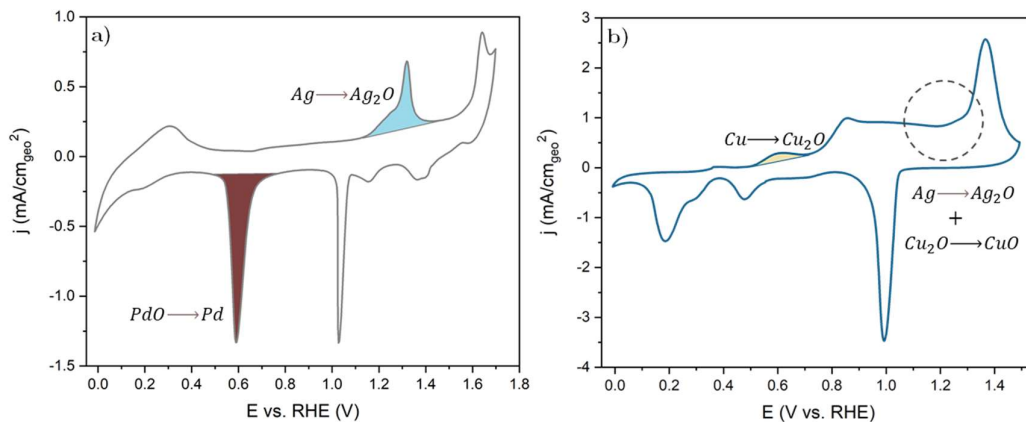 a)
j (mA/cm_geo²)
1.0
0.5
0.0
-0.5
-1.0
-1.5
Ag → Ag₂O
PdO → Pd
0.0 0.2 0.4 0.6 0.8 1.0 1.2 1.4 1.6 1.8
E vs. RHE (V)
b)
j (mA/cm_geo²)
3
2
1
0
-1
-2
-3
-4
Cu → Cu₂O
Ag → Ag₂O
+
Cu₂O → CuO
0.0 0.2 0.4 0.6 0.8 1.0 1.2 1.4
E (V vs. RHE)